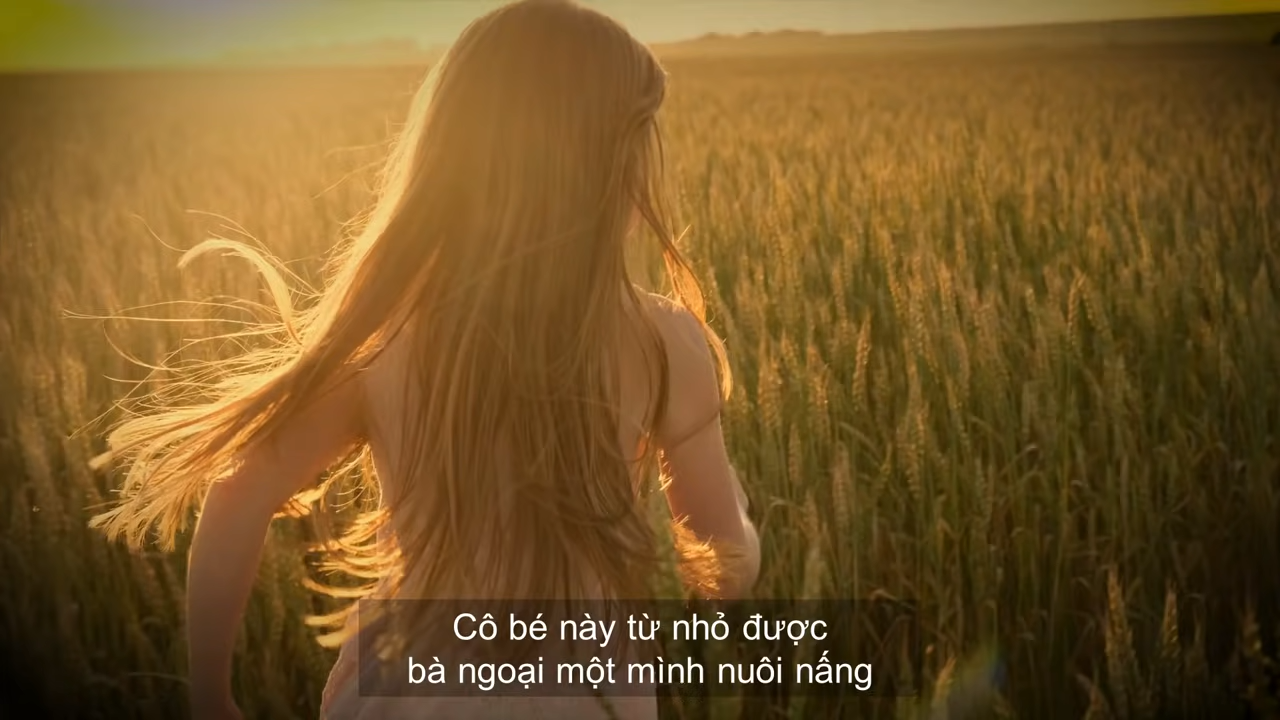 Cô bé này từ nhỏ được
bà ngoại một mình nuôi nấng